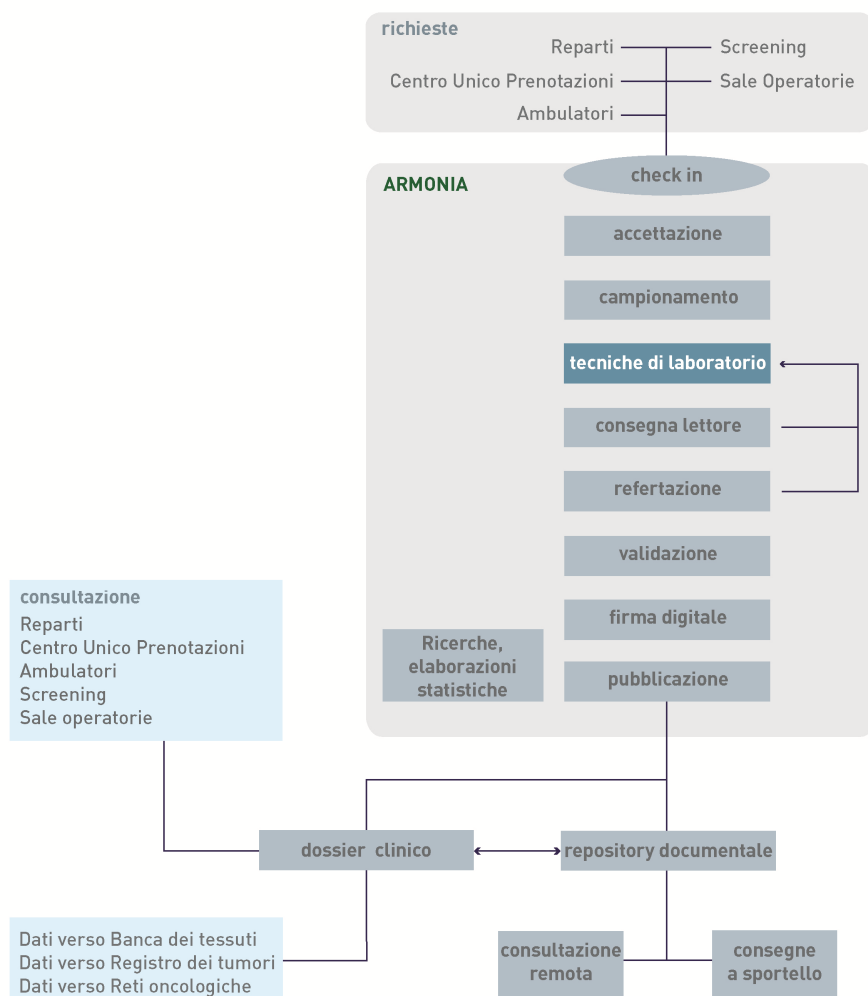 richieste
Reparti
Screening
Centro Unico Prenotazioni
Sale Operatorie
Ambulatori
ARMONIA
check in
accettazione
campionamento
tecniche di laboratorio
consegna lettore
refertazione
validazione
firma digitale
Ricerche,
elaborazioni
statistiche
pubblicazione
consultazione
Reparti
Centro Unico Prenotazioni
Ambulatori
Screening
Sale operatorie
dossier clinico
repository documentale
Dati verso Banca dei tessuti
Dati verso Registro dei tumori
Dati verso Reti oncologiche
consultazione
remota
consegne
a sportello